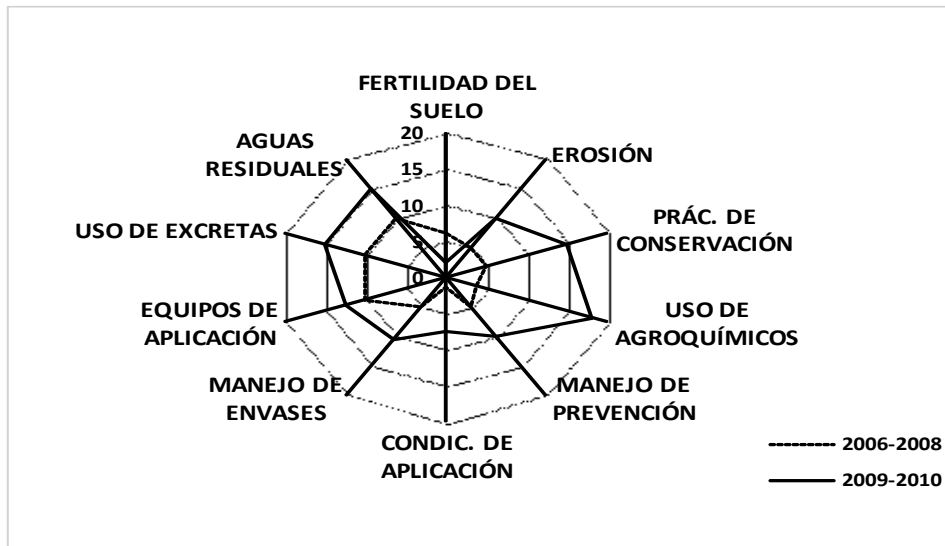 FERTILIDAD DEL
SUELO
EROSIÓN
PRÁC. DE
CONSERVACIÓN
USO DE
AGROQUÍMICOS
MANEJO DE
PREVENCIÓN
CONDIC. DE
APLICACIÓN
MANEJO DE
ENVASES
EQUIPOS DE
APLICACIÓN
USO DE EXCRETAS
AGUAS
RESIDUALES
20
15
10
5
0
2006-2008
2009-2010